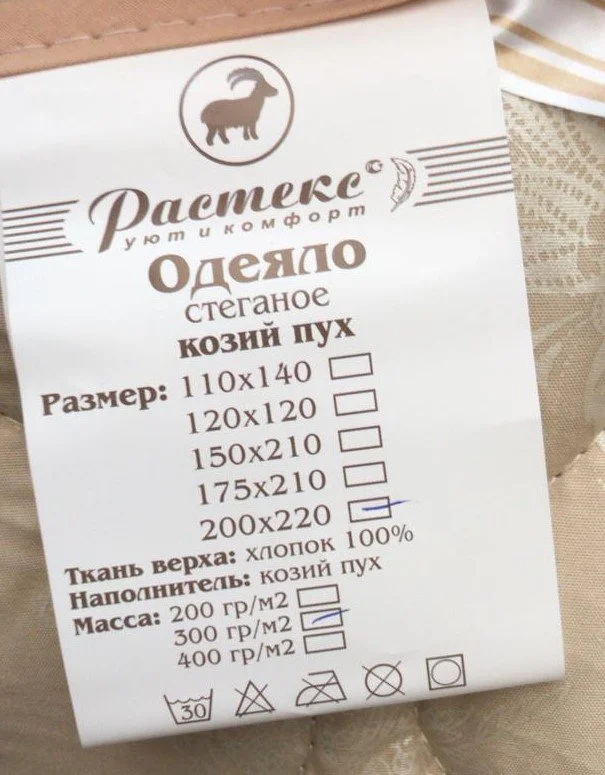 Растекс©
уют и комфорт
Одеяло
стеганое
козий пух
Размер: 110х140
120х120
150х210
175х210
200х220
Ткань верха: хлопок 100%
Наполнитель: козий пух
Масса: 200 гр/м2
300 гр/м2
400 гр/м2
30